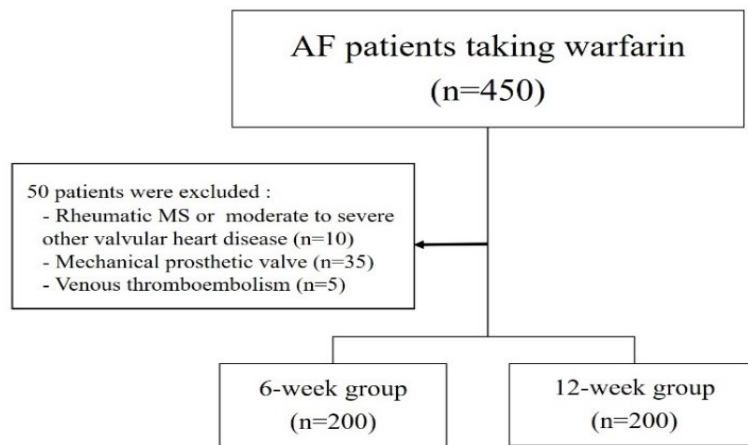 AF patients taking warfarin
(n=450)
50 patients were excluded :
- Rheumatic MS or moderate to severe
other valvular heart disease (n=10)
- Mechanical prosthetic valve (n=35)
- Venous thromboembolism (n=5)
6-week group
(n=200)
12-week group
(n=200)